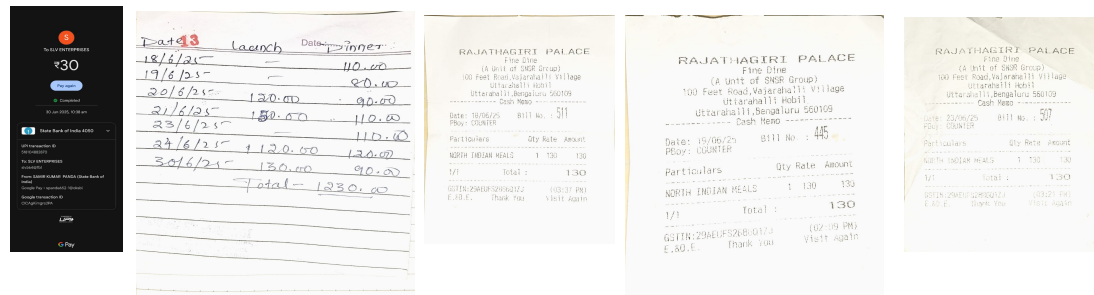 S
To SLV ENTERPRISES
₹30
Pay again
Completed
30 Jun 2025, 10:38 am
State Bank of India 4050
UPI transaction ID
To: SLV ENTERPRISES
From: SAMIR KUMAR PANDA (State Bank of India)
Google transaction ID
UPI
G Pay
Date 13 Launch Date: Dinner
18/6/25 - 110.00
19/6/25 - 80.00
20/6/25 120.00 90.00
21/6/25 110.00
23/6/25 - 110.00
24/6/25 120.00 120.00
30/6/25 130.00 90.00
Total - 1230.00
RAJATHAGIRI PALACE
Fine Dine
(A Unit of SNSR Group)
100 Feet Road,Vajarahalli Village
Uttarahalli Hobil
Uttarahalli,Bengaluru 560109
Cash Memo
Date: 18/06/25 Bill No. : 511
PBoy: COUNTER
Particulars Qty Rate Amount
NORTH INDIAN MEALS 1 130 130
1/1 Total : 130
(03:37 PM)
E.&O.E. Thank You Visit Again
RAJATHAGIRI PALACE
Fine Dine
(A Unit of SNSR Group)
100 Feet Road,Vajarahalli Village
Uttarahalli Hobil
Uttarahalli,Bengaluru 560109
Cash Memo
Date: 19/06/25 Bill No. : 445
PBoy: COUNTER
Particulars Qty Rate Amount
NORTH INDIAN MEALS 1 130 130
1/1 Total : 130
(02:09 PM)
E.&O.E. Thank You Visit Again
RAJATHAGIRI PALACE
Fine Dine
(A Unit of SNSR Group)
100 Feet Road,Vajarahalli Village
Uttarahalli Hobil
Uttarahalli,Bengaluru 560109
Cash Memo
Date: 23/06/25 Bill No. : 507
PBoy: COUNTER
Particulars Qty Rate Amount
NORTH INDIAN MEALS 1 130 130
1/1 Total : 130
E.&O.E. Thank You Visit Again